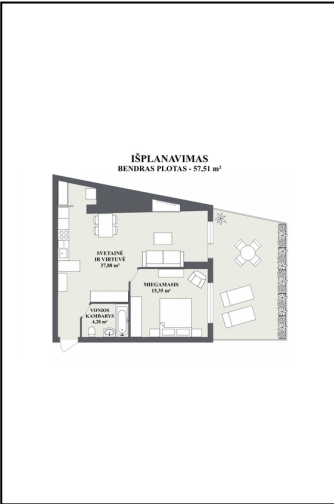 IŠPLANAVIMAS
BENDRAS PLOTAS - 57,51 m²
SVETAINĖ
IR VIRTUVĖ
37,88 m²
MIEGAMASIS
15,35 m²
VONIOS
KAMBARYS
4,28 m²